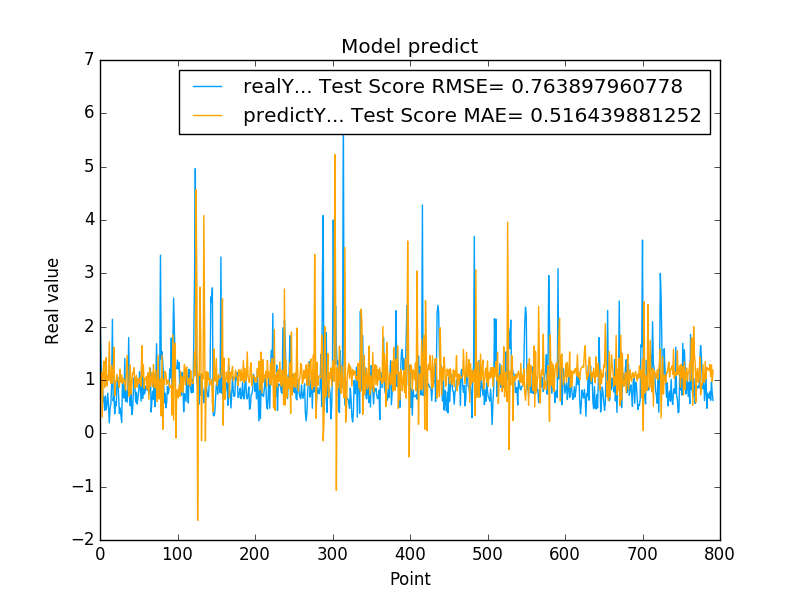 Model predict
realY... Test Score RMSE= 0.763897960778
predictY... Test Score MAE= 0.516439881252
7
6
5
4
3
2
1
0
−1
−2
Real value
0 100 200 300 400 500 600 700 800
Point